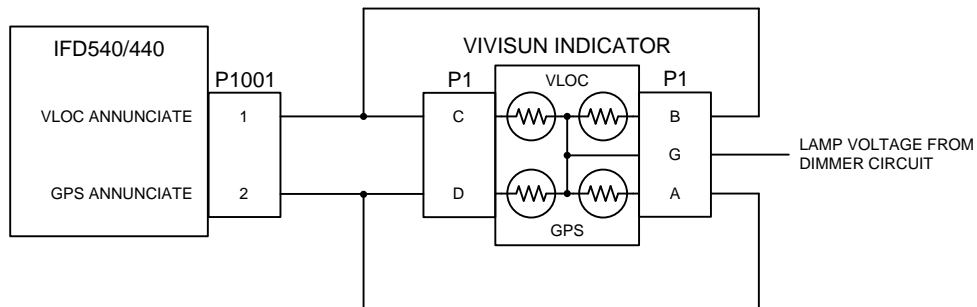 IFD540/440
VIVISUN INDICATOR
P1001
P1
VLOC
P1
VLOC ANNUNCIATE
1
C
B
G
LAMP VOLTAGE FROM
DIMMER CIRCUIT
GPS ANNUNCIATE
2
D
A
GPS